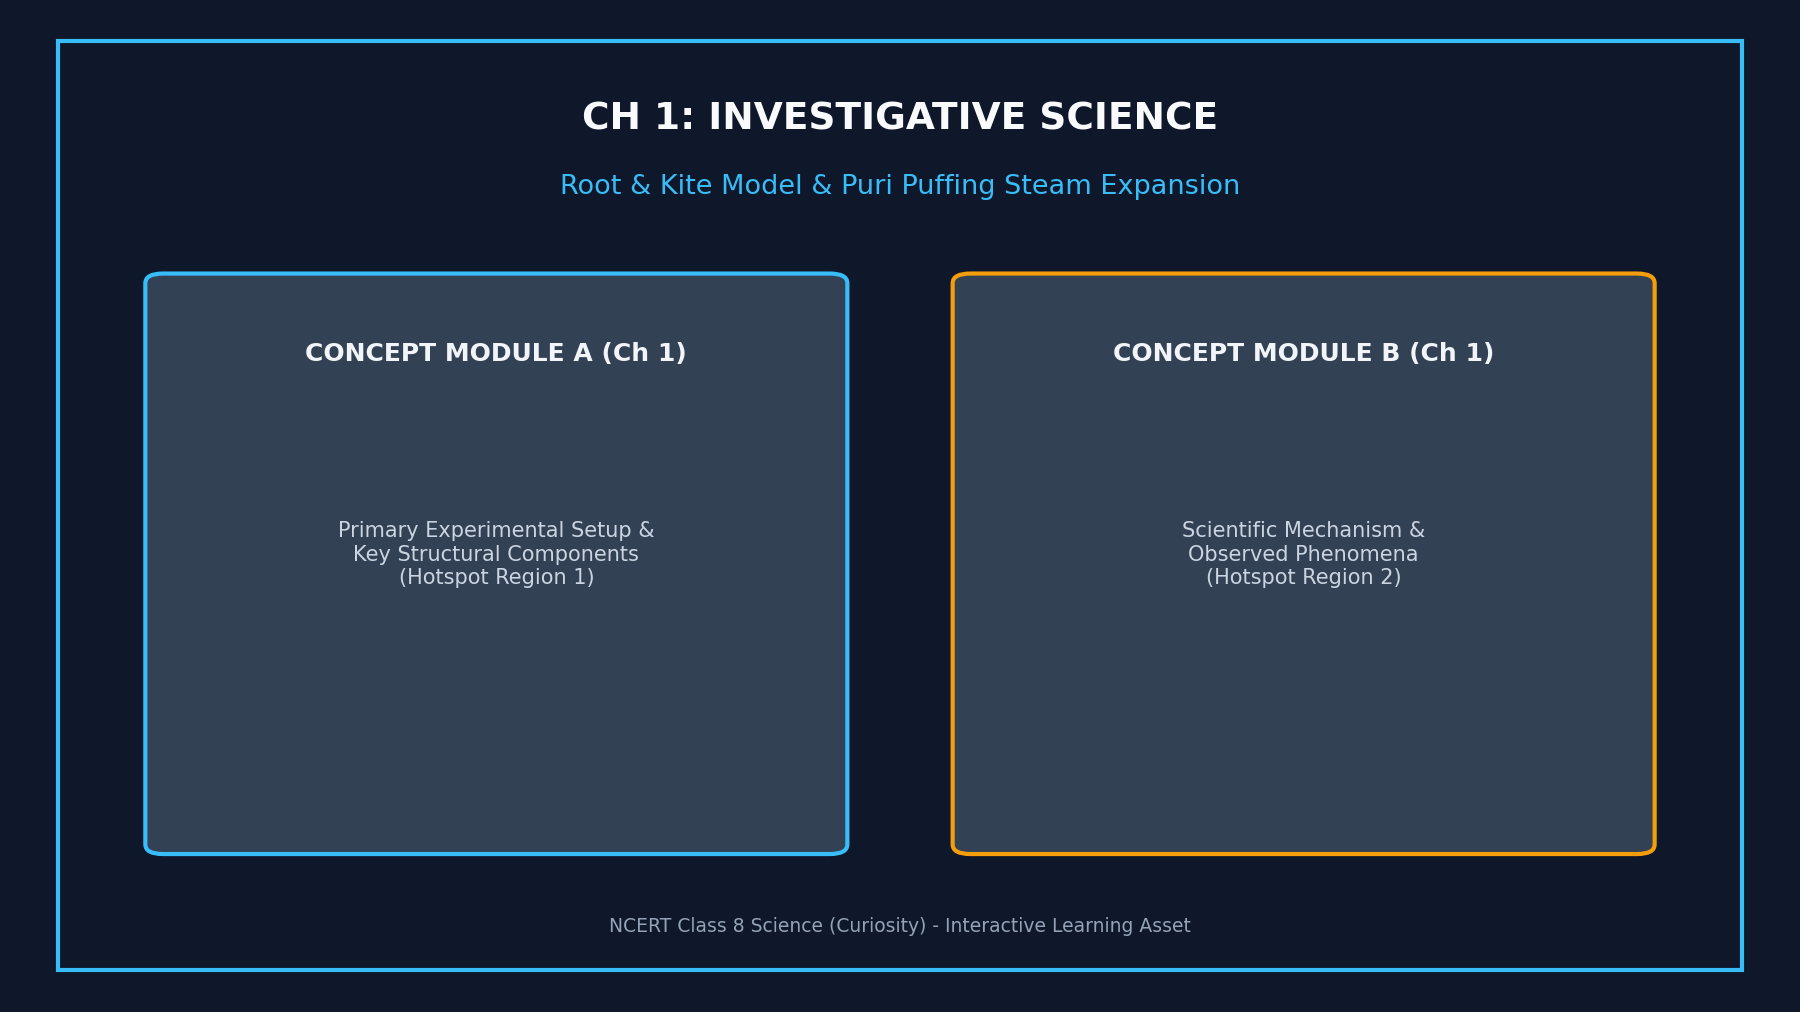 CH 1: INVESTIGATIVE SCIENCE
Root & Kite Model & Puri Puffing Steam Expansion
CONCEPT MODULE A (Ch 1)
Primary Experimental Setup &
Key Structural Components
(Hotspot Region 1)
CONCEPT MODULE B (Ch 1)
Scientific Mechanism &
Observed Phenomena
(Hotspot Region 2)
NCERT Class 8 Science (Curiosity) - Interactive Learning Asset